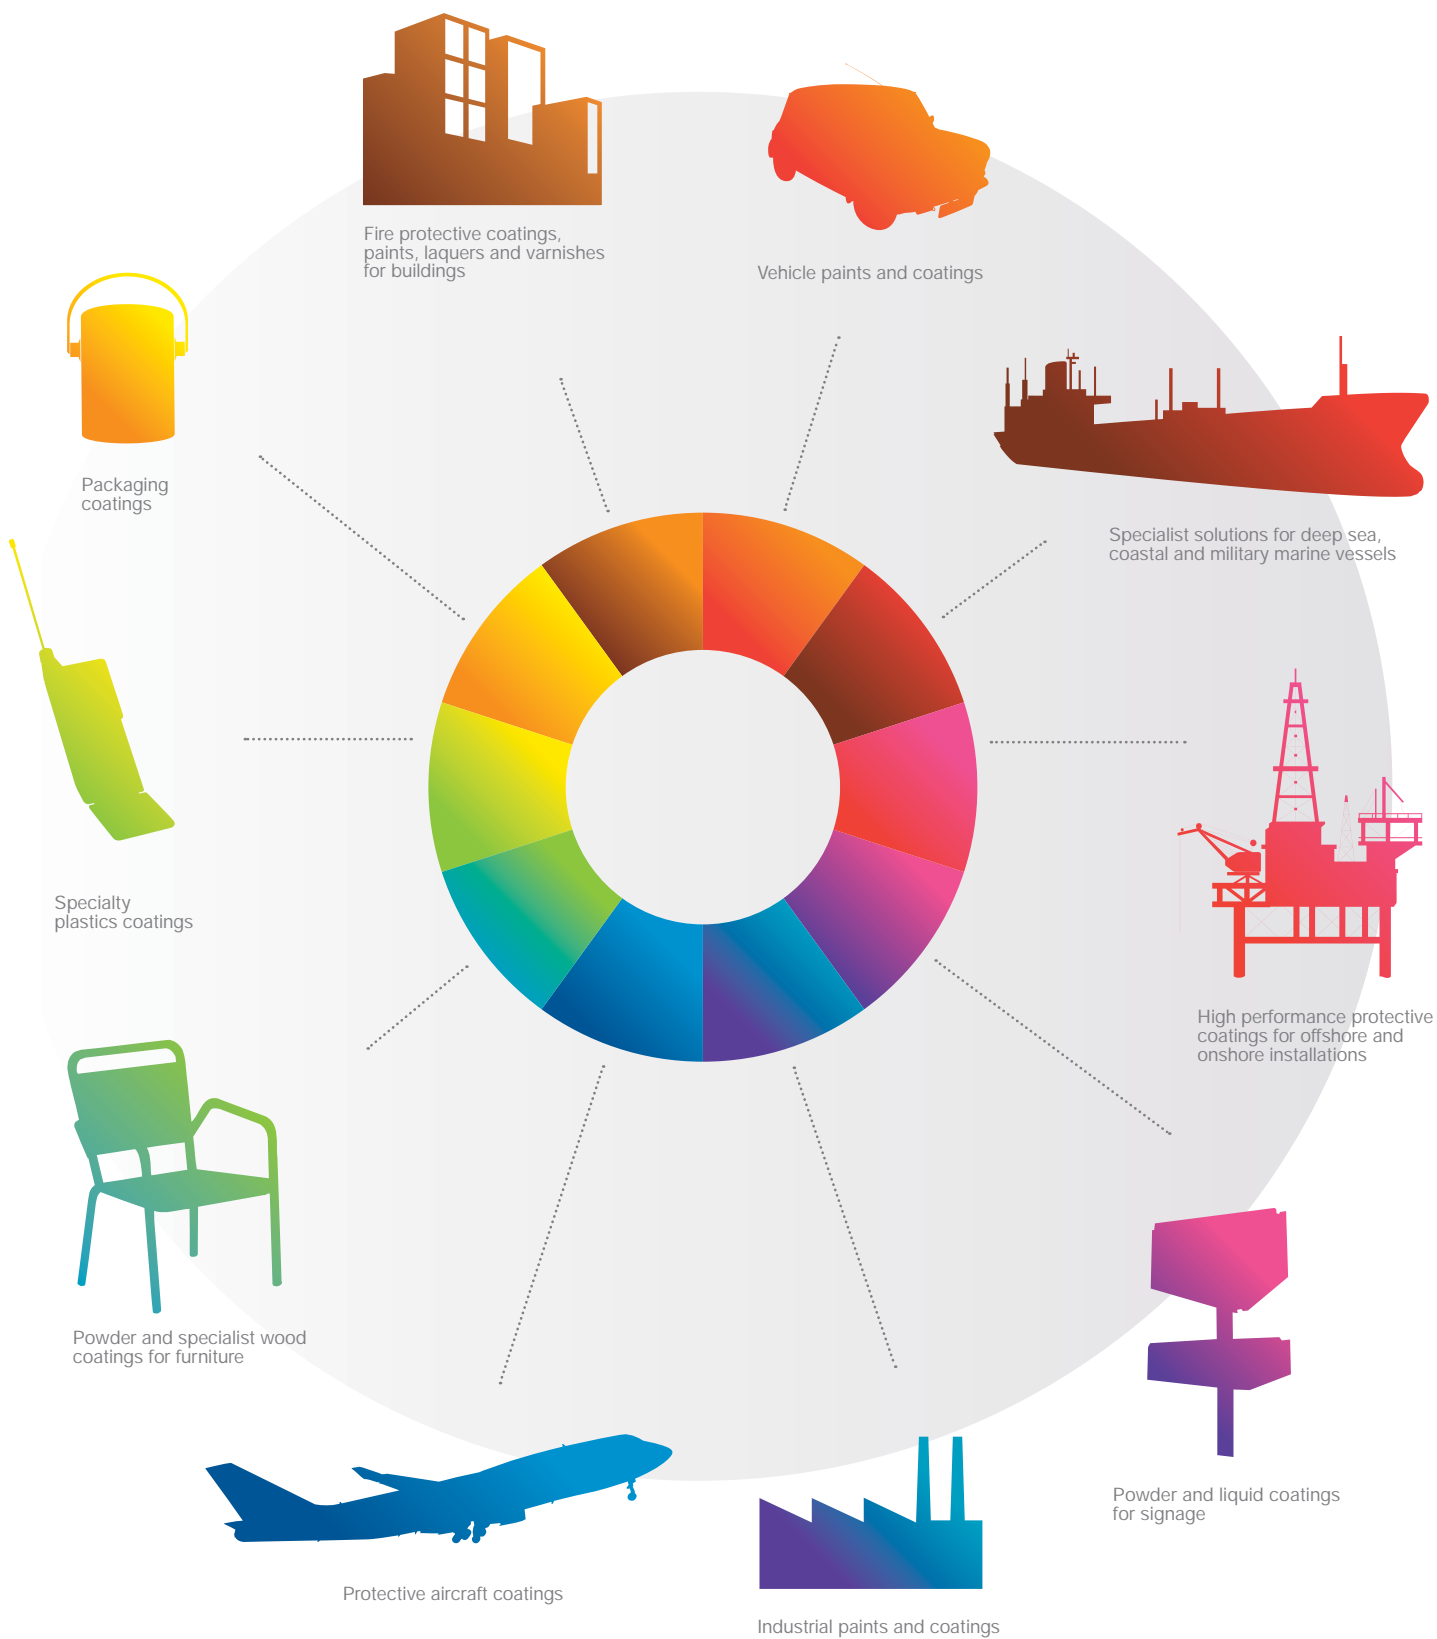 Fire protective coatings,
paints, laquers and varnishes
for buildings
Vehicle paints and coatings
Packaging
coatings
Specialist solutions for deep sea,
coastal and military marine vessels
Specialty
plastics coatings
High performance protective
coatings for offshore and
onshore installations
Powder and specialist wood
coatings for furniture
Powder and liquid coatings
for signage
Protective aircraft coatings
Industrial paints and coatings